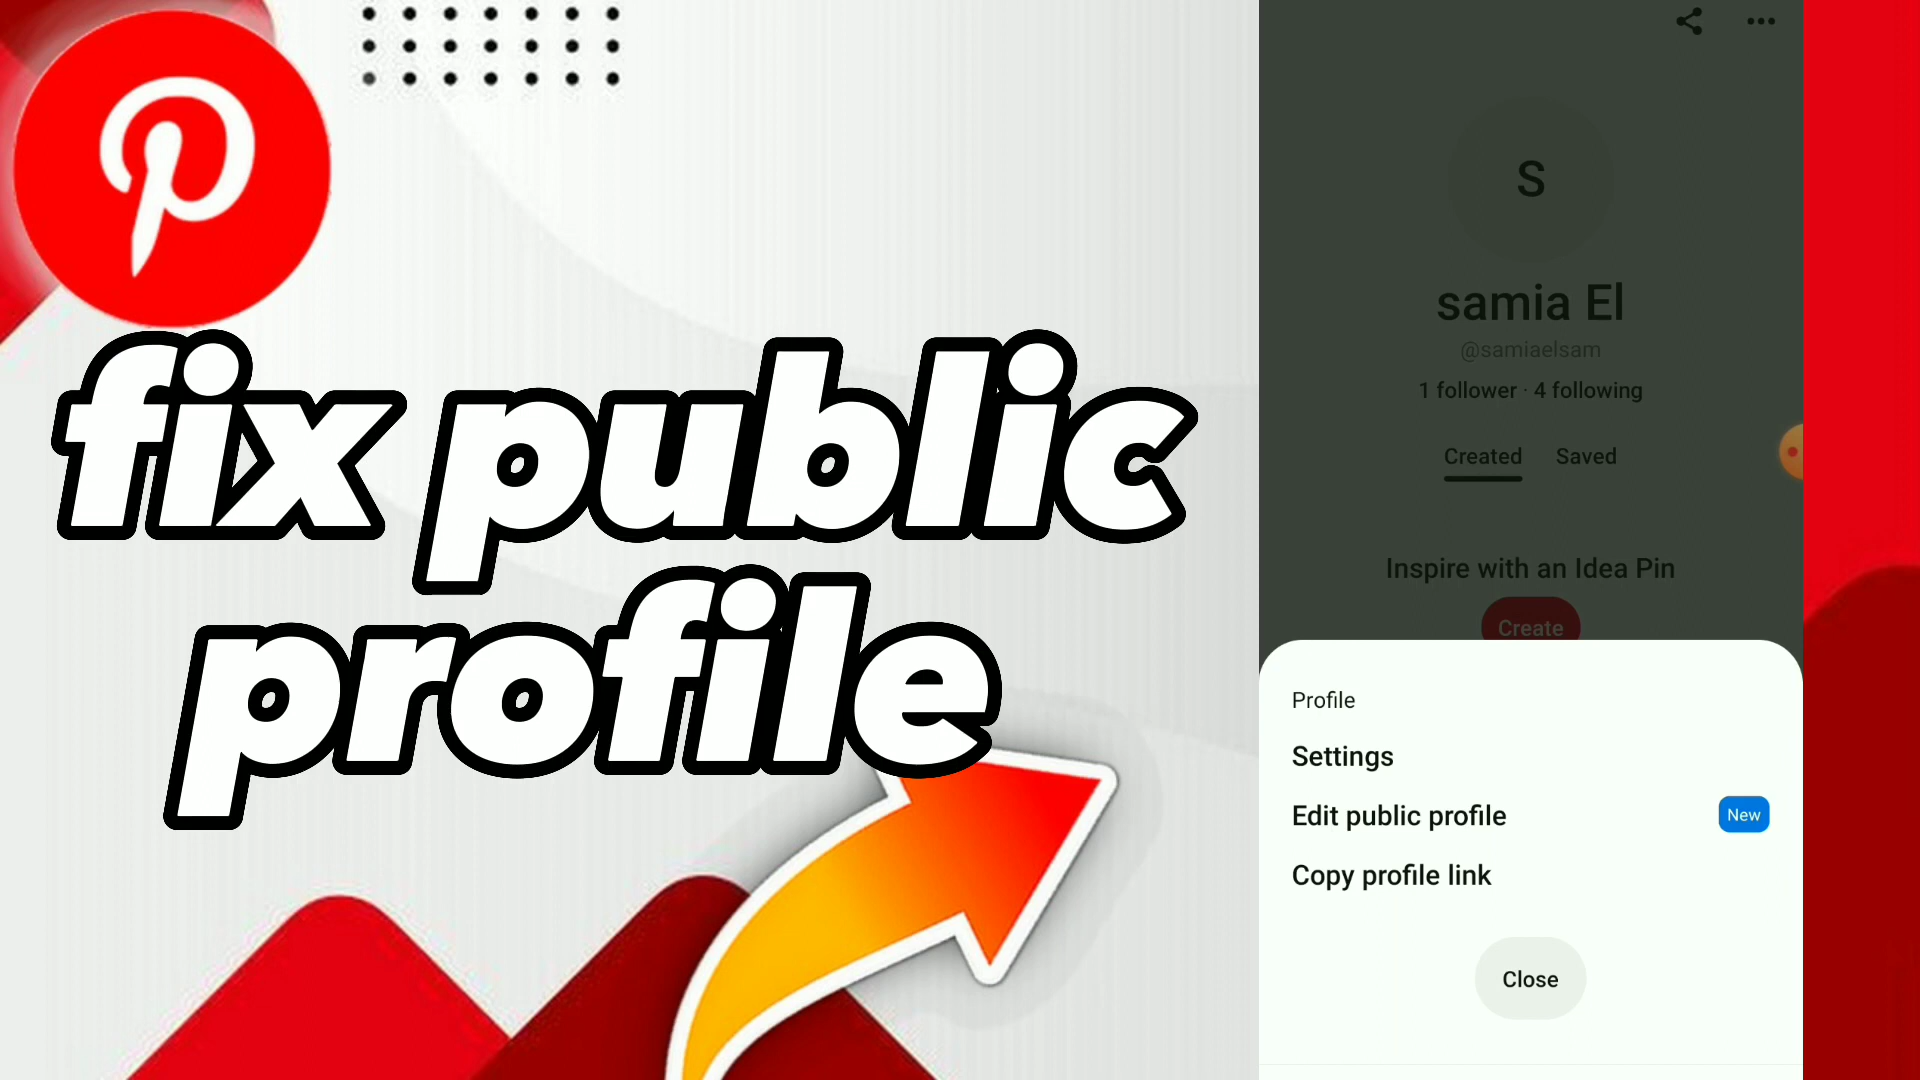 fix public
profile
S
samia El
@samiaelsam
1 follower · 4 following
Created Saved
Inspire with an Idea Pin
Create
Profile
Settings
Edit public profile New
Copy profile link
Close